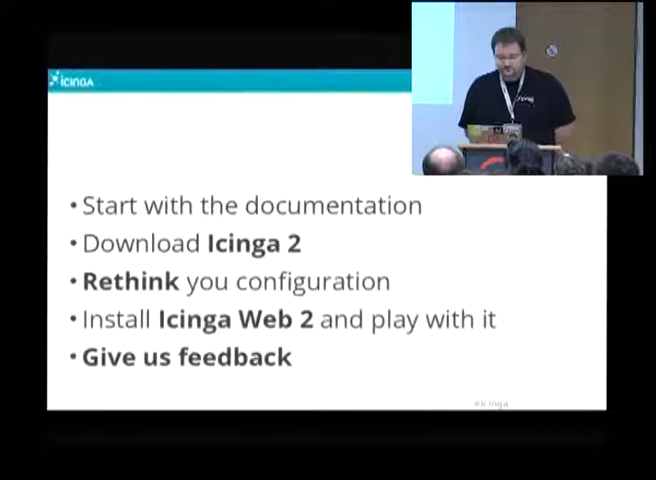 ICINGA
• Start with the documentation
• Download Icinga 2
• Rethink you configuration
• Install Icinga Web 2 and play with it
• Give us feedback